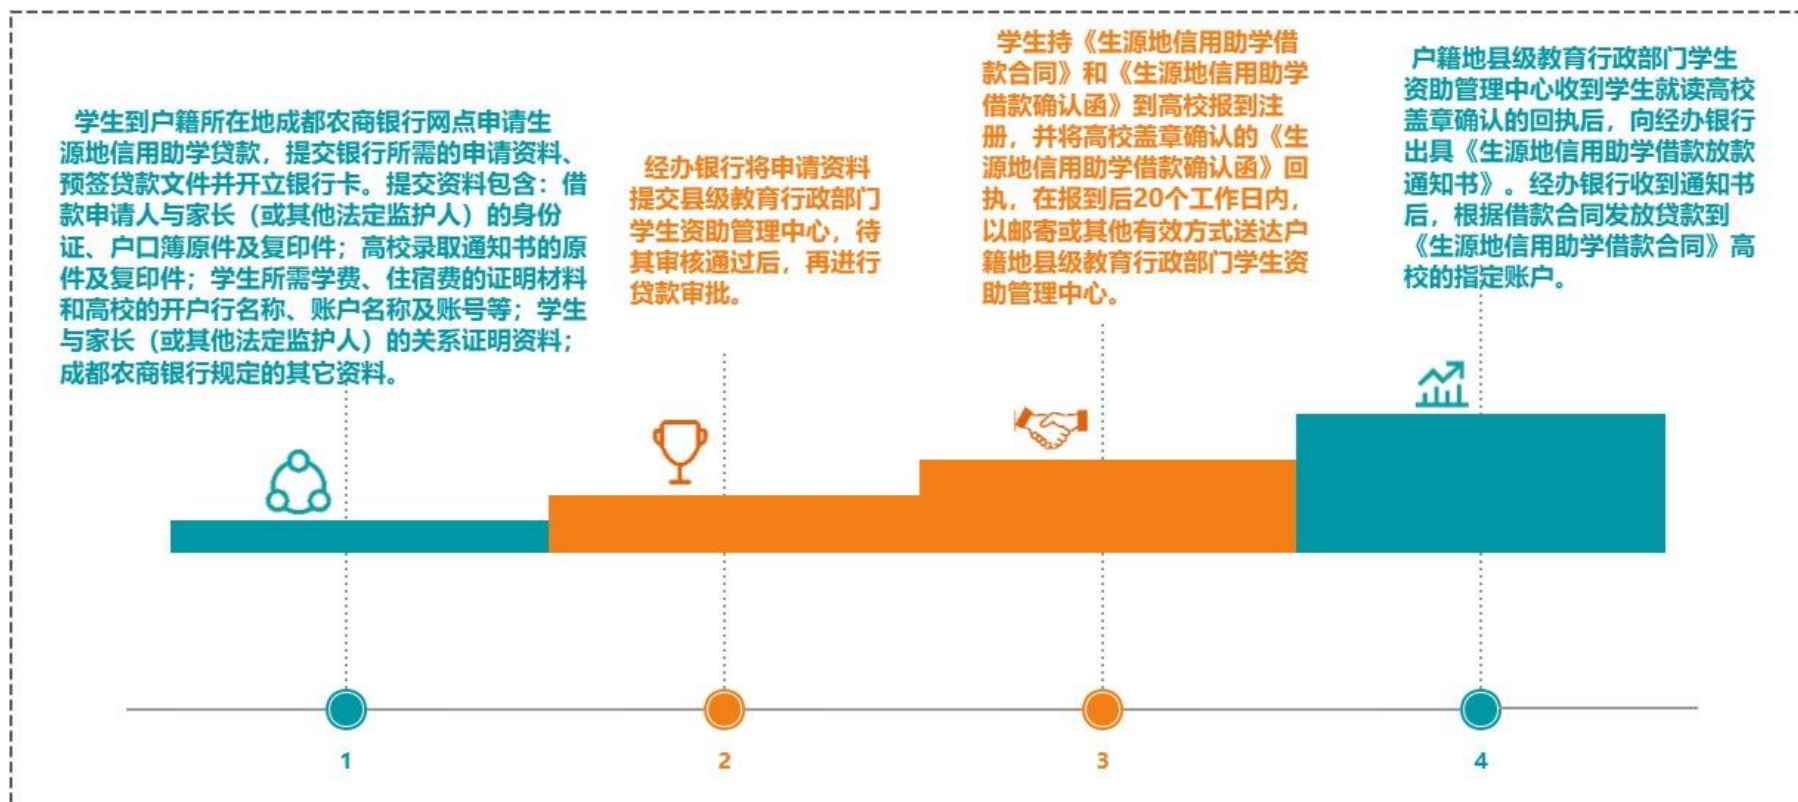 学生到户籍所在地成都农商银行网点申请生
源地信用助学贷款，提交银行所需的申请资料、
预签贷款文件并开立银行卡。提交资料包含：借
款申请人与家长（或其他法定监护人）的身份
证、户口簿原件及复印件；高校录取通知书的原
件及复印件；学生所需学费、住宿费的证明材料
和高校的开户行名称、账户名称及账号等；学生
与家长（或其他法定监护人）的关系证明资料；
成都农商银行规定的其它资料。
经办银行将申请资料
提交县级教育行政部门
学生资助管理中心，待
其审核通过后，再进行
贷款审批。
学生持《生源地信用助学借
款合同》和《生源地信用助学
借款确认函》到高校报到注
册，并将高校盖章确认的《生
源地信用助学借款确认函》回
执，在报到后20个工作日内，
以邮寄或其他有效方式送达户
籍地县级教育行政部门学生资
助管理中心。
户籍地县级教育行政部门学生
资助管理中心收到学生就读高校
盖章确认的回执后，向经办银行
出具《生源地信用助学借款放款
通知书》。经办银行收到通知书
后，根据借款合同发放贷款到
《生源地信用助学借款合同》高
校的指定账户。
1
2
3
4